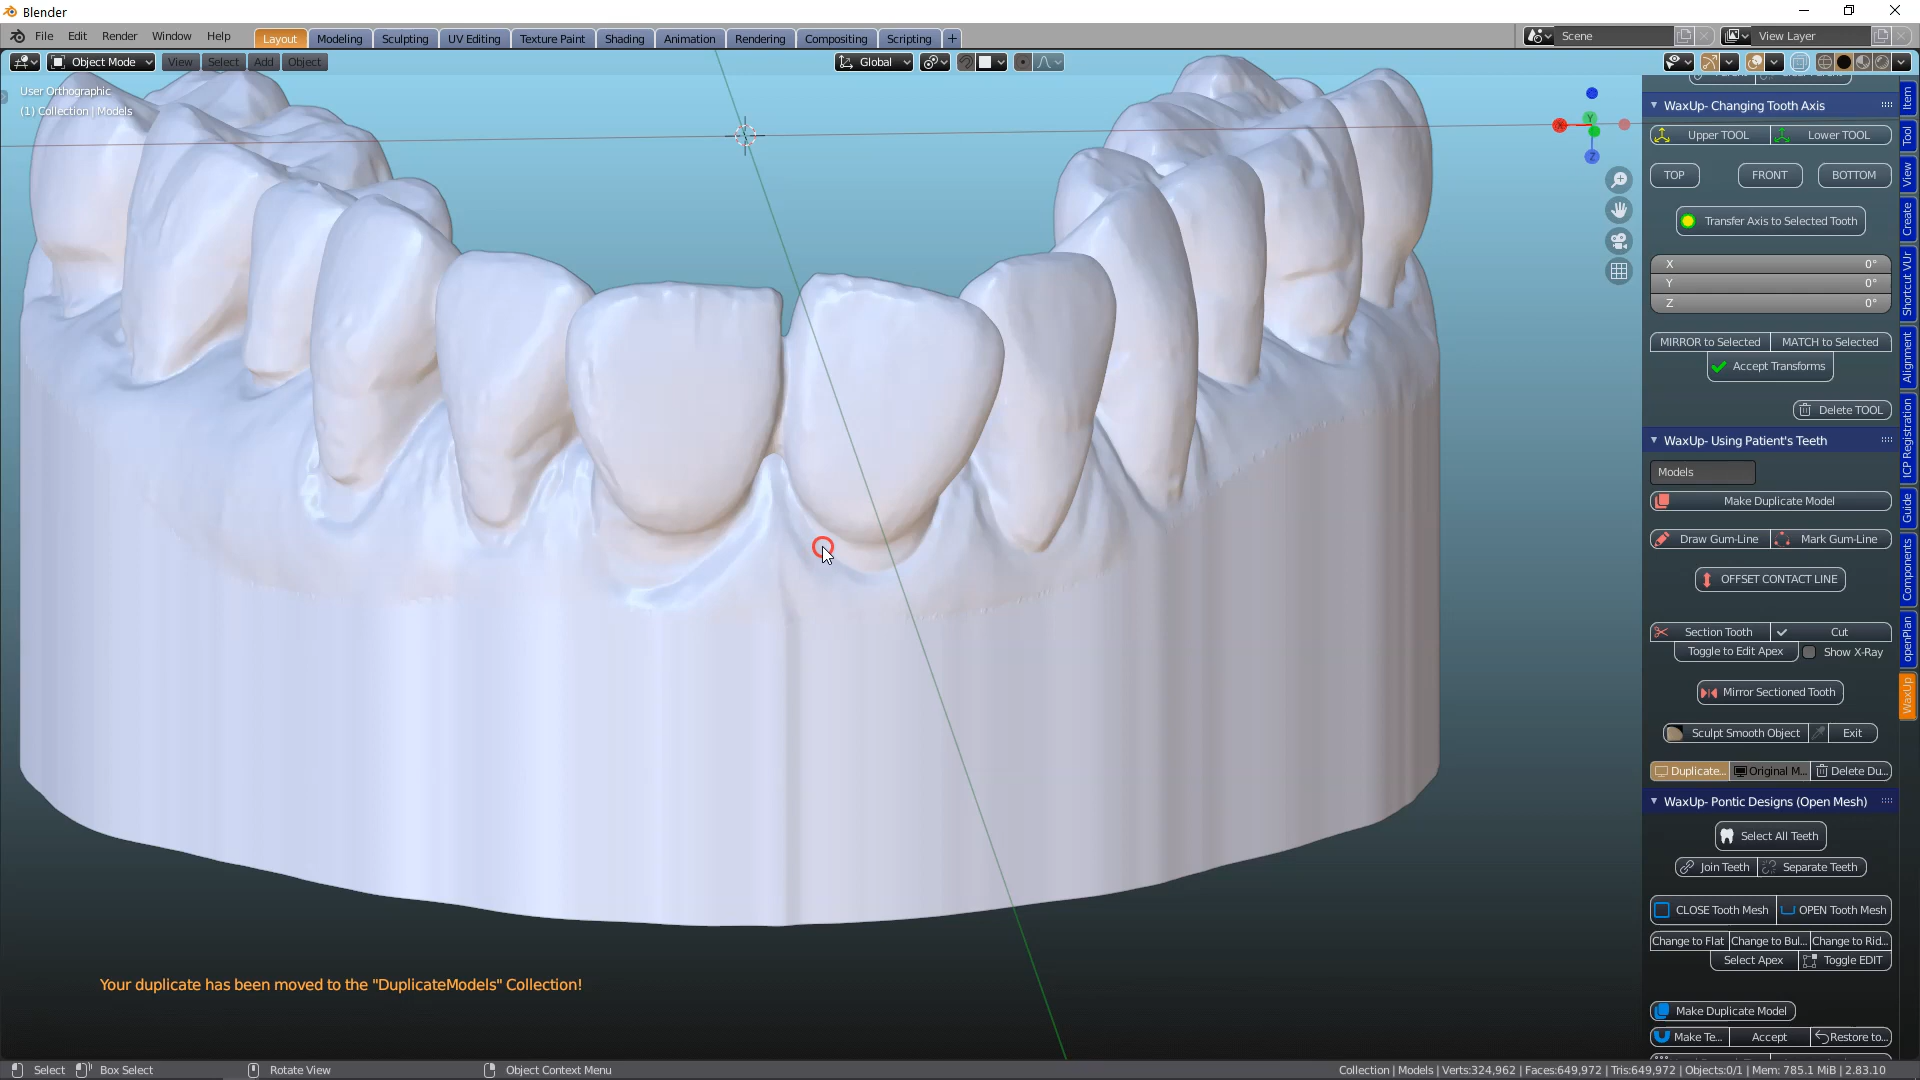 Blender
File Edit Render Window Help Layout Modeling Sculpting UV Editing Texture Paint Shading Animation Rendering Compositing Scripting + Scene View Layer
Object Mode View Select Add Object Global
User Orthographic
(1) Collection | Models
WaxUp- Changing Tooth Axis
Upper TOOL Lower TOOL
TOP FRONT BOTTOM
Transfer Axis to Selected Tooth
X 0°
Y 0°
Z 0°
MIRROR to Selected MATCH to Selected
Accept Transforms
Delete TOOL
WaxUp- Using Patient's Teeth
Models
Make Duplicate Model
Draw Gum-Line Mark Gum-Line
OFFSET CONTACT LINE
Section Tooth Cut
Toggle to Edit Apex Show X-Ray
Mirror Sectioned Tooth
Sculpt Smooth Object Exit
Duplicate... Original M... Delete Du...
WaxUp- Pontic Designs (Open Mesh)
Select All Teeth
Join Teeth Separate Teeth
CLOSE Tooth Mesh OPEN Tooth Mesh
Change to Flat Change to Bul... Change to Rid...
Select Apex Toggle EDIT
Make Duplicate Model
Make Te... Accept Restore to...
Item
Tool
View
Create
Shortcut VUr
Alignment
ICP Registration
Guide
Components
openPlan
WaxUp
X
Y
Z
Your duplicate has been moved to the "DuplicateModels" Collection!
Select Box Select Rotate View Object Context Menu Collection | Models | Verts:324,962 | Faces:649,972 | Tris:649,972 | Objects:0/1 | Mem: 785.1 MiB | 2.83.10